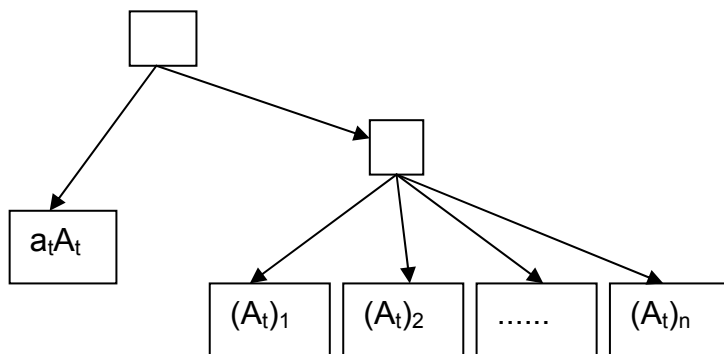 aₜAₜ
(Aₜ)₁
(Aₜ)₂
......
(Aₜ)ₙ